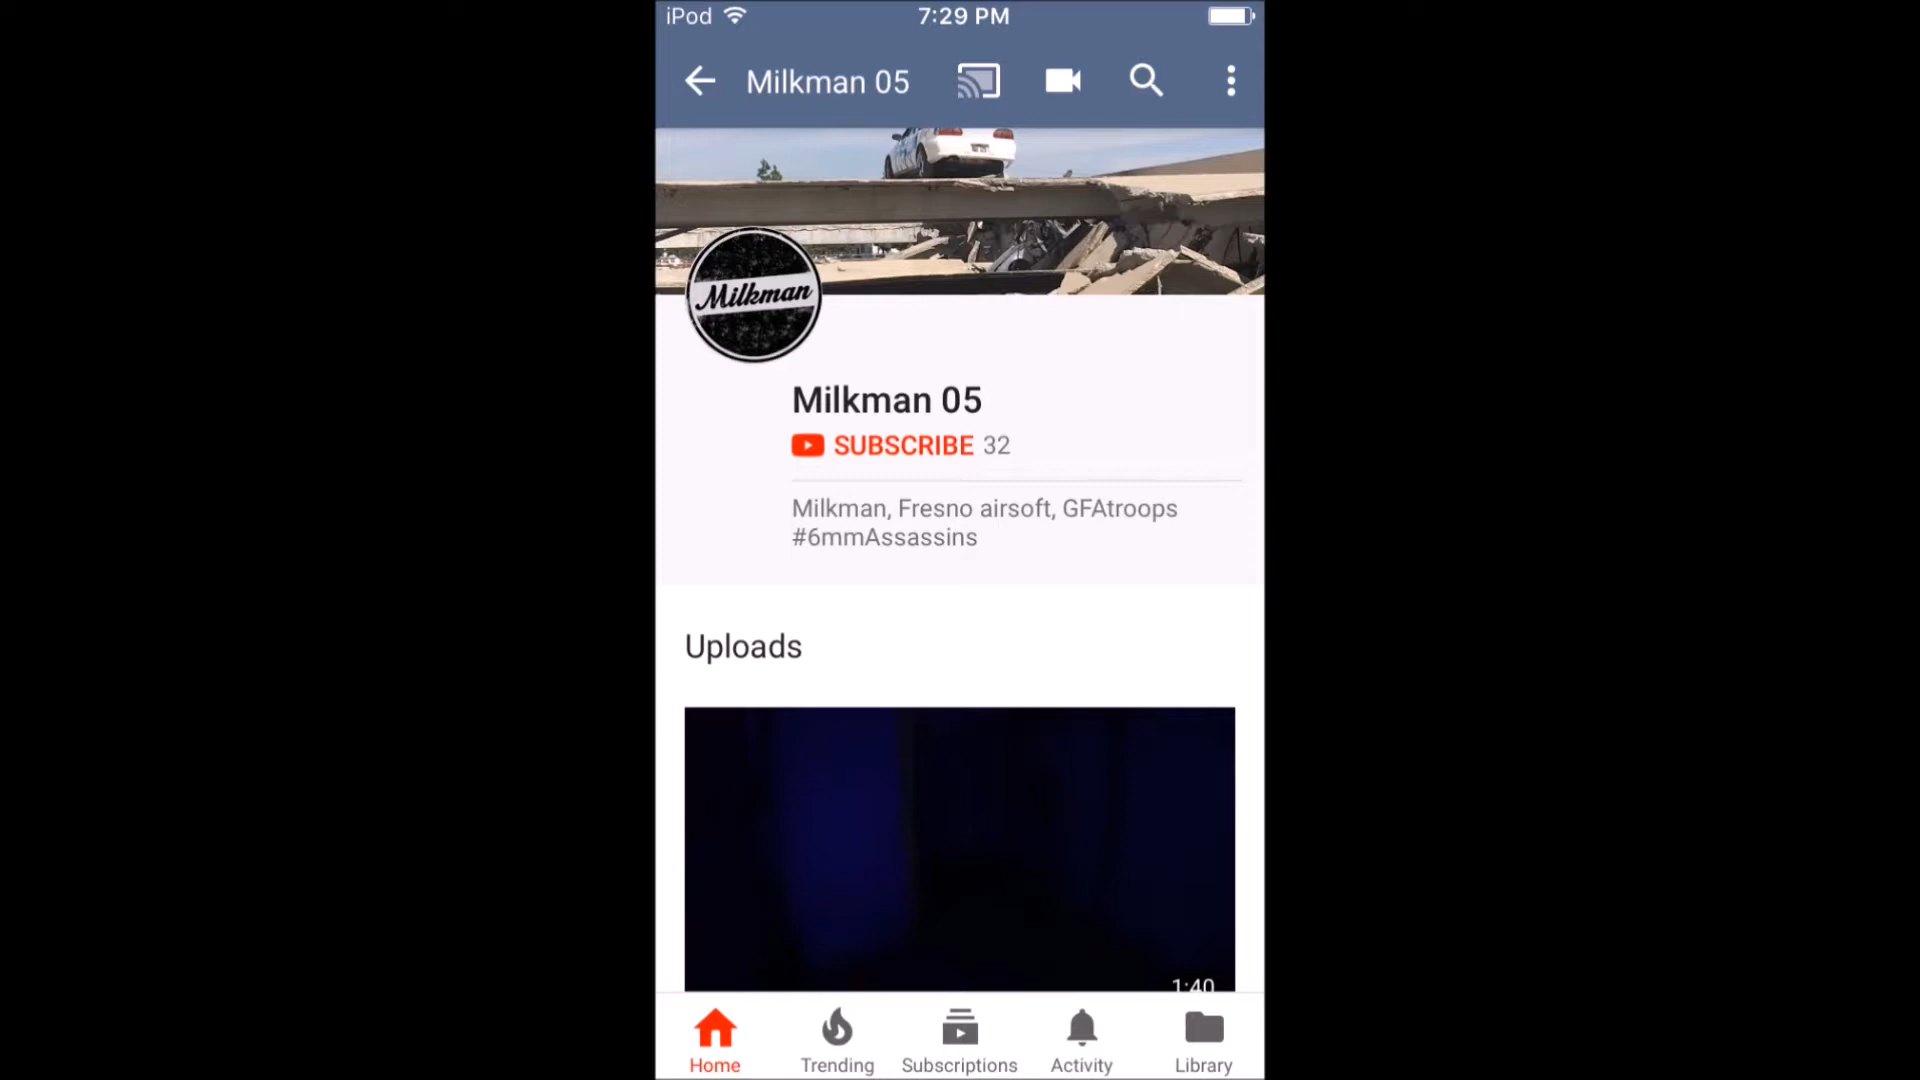 iPod 7:29 PM
Milkman 05
Milkman
Milkman 05
SUBSCRIBE 32
Milkman, Fresno airsoft, GFAtroops
#6mmAssassins
Uploads
1:40
Home Trending Subscriptions Activity Library